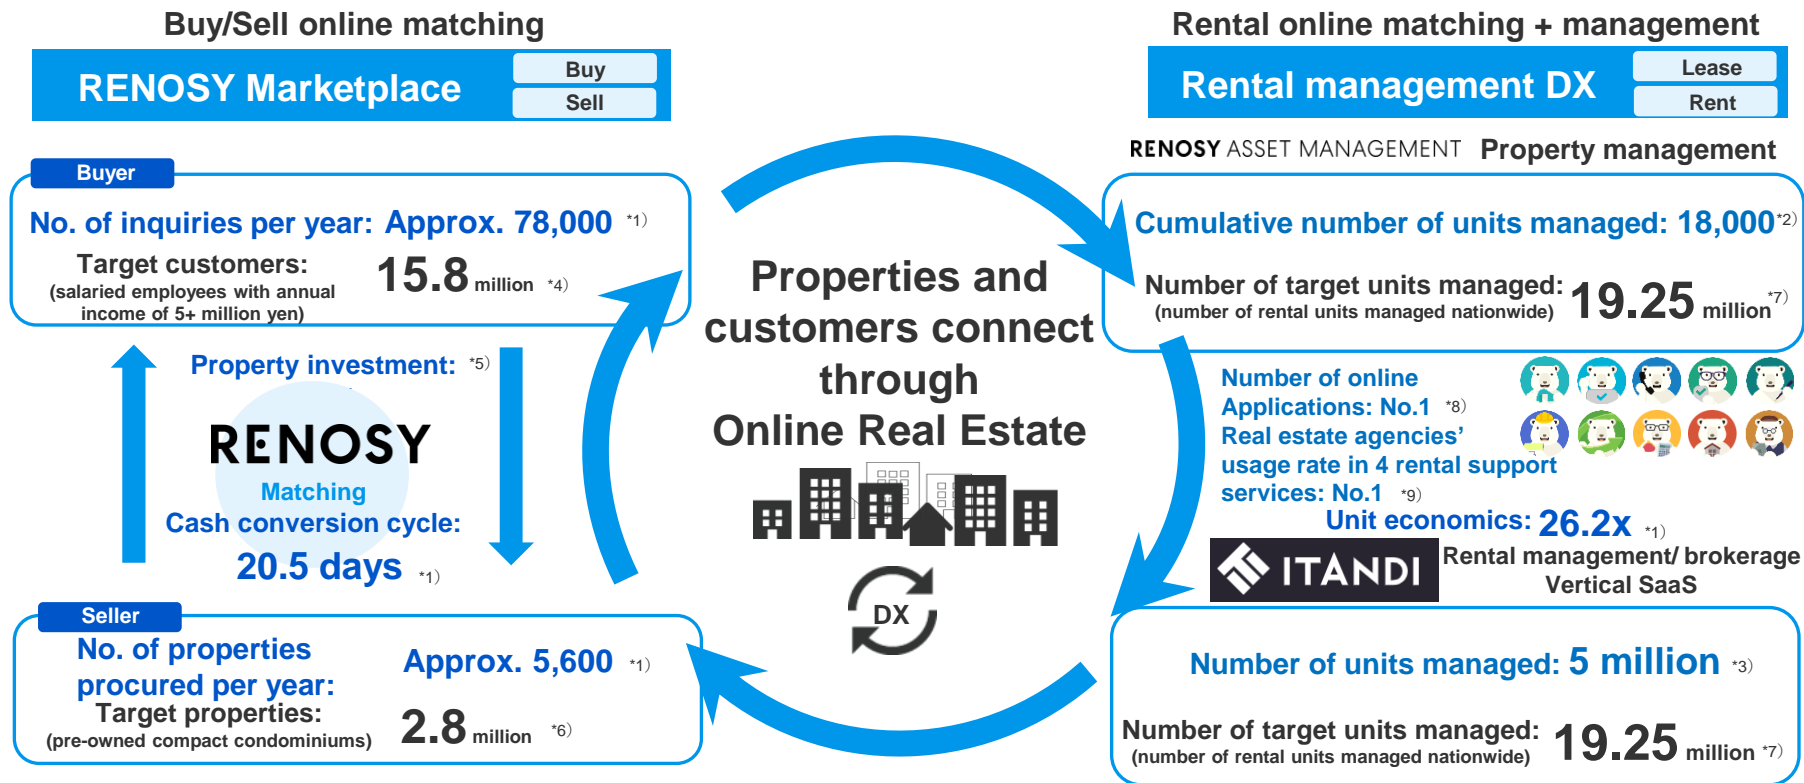 Buy/Sell online matching
RENOSY Marketplace
Buy
Sell
Buyer
No. of inquiries per year: Approx. 78,000 *1)
Target customers:
(salaried employees with annual
income of 5+ million yen)
15.8 million *4)
Property investment: *5)
RENOSY
Matching
Cash conversion cycle:
20.5 days *1)
Seller
No. of properties
procured per year:
Approx. 5,600 *1)
Target properties:
(pre-owned compact condominiums)
2.8 million *6)
Properties and
customers connect
through
Online Real Estate
DX
Rental online matching + management
Rental management DX
Lease
Rent
RENOSY ASSET MANAGEMENT Property management
Cumulative number of units managed: 18,000 *2)
Number of target units managed:
(number of rental units managed nationwide)
19.25 million *7)
Number of online
Applications: No.1 *8)
Real estate agencies’
usage rate in 4 rental support
services: No.1 *9)
Unit economics: 26.2x *1)
ITANDI
Rental management/ brokerage
Vertical SaaS
Number of units managed: 5 million *3)
Number of target units managed:
(number of rental units managed nationwide)
19.25 million *7)